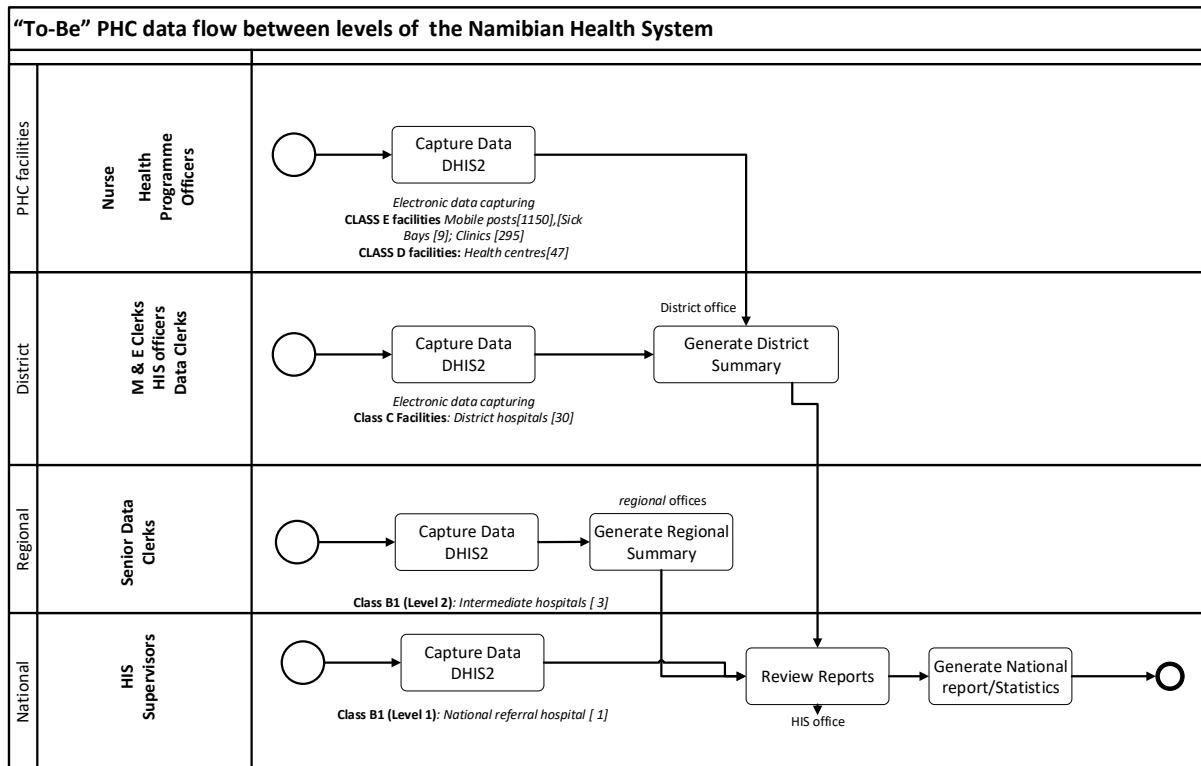 “To-Be” PHC data flow between levels of the Namibian Health System
PHC facilities
Nurse
Health
Programme
Officers
Capture Data
DHIS2
Electronic data capturing
CLASS E facilities Mobile posts[1150],[Sick
Bays [9]; Clinics [295]
CLASS D facilities: Health centres[47]
District
M & E Clerks
HIS officers
Data Clerks
Capture Data
DHIS2
Electronic data capturing
Class C Facilities: District hospitals [30]
District office
Generate District
Summary
Regional
Senior Data
Clerks
Capture Data
DHIS2
Class B1 (Level 2): Intermediate hospitals [ 3]
regional offices
Generate Regional
Summary
National
HIS
Supervisors
Capture Data
DHIS2
Class B1 (Level 1): National referral hospital [ 1]
Review Reports
HIS office
Generate National
report/Statistics